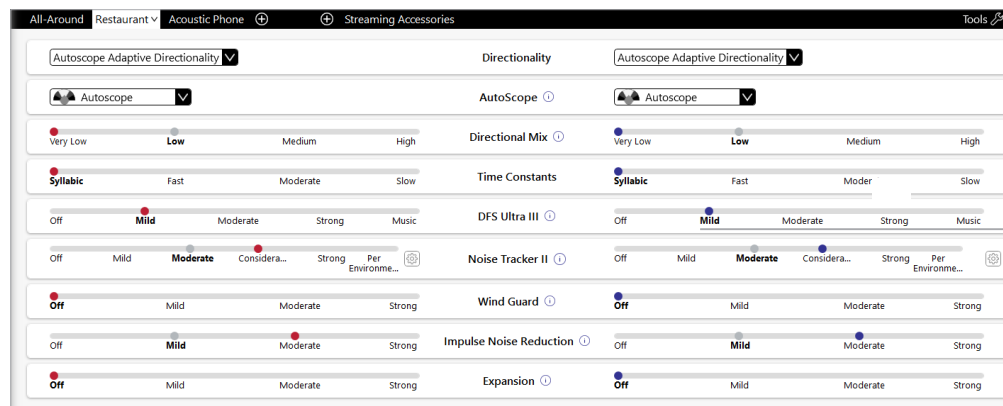 All-Around Restaurant Acoustic Phone Streaming Accessories Tools
Autoscope Adaptive Directionality Directionality Autoscope Adaptive Directionality
Autoscope AutoScope Autoscope
Directional Mix
Very Low Low Medium High Very Low Low Medium High
Time Constants
Syllabic Fast Moderate Slow Syllabic Fast Moder Slow
DFS Ultra III
Off Mild Moderate Strong Music Off Mild Moderate Strong Music
Noise Tracker II
Off Mild Moderate Considera... Strong Per Environme... Off Mild Moderate Considera... Strong Per Environme...
Wind Guard
Off Mild Moderate Strong Off Mild Moderate Strong
Impulse Noise Reduction
Off Mild Moderate Strong Off Mild Moderate Strong
Expansion
Off Mild Moderate Strong Off Mild Moderate Strong